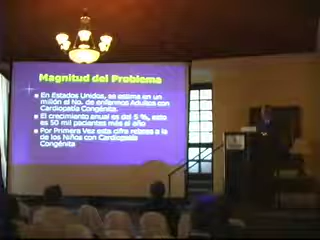 Magnitud del Problema
En Estados Unidos, se estima en un
millón el No. de enfermos Adultos con
Cardiopatía Congénita.
El crecimiento anual es del 5 %, esto
es 50 mil pacientes más al año
Por Primera Vez esta cifra rebasa a la
de los Niños con Cardiopatía
Congénita